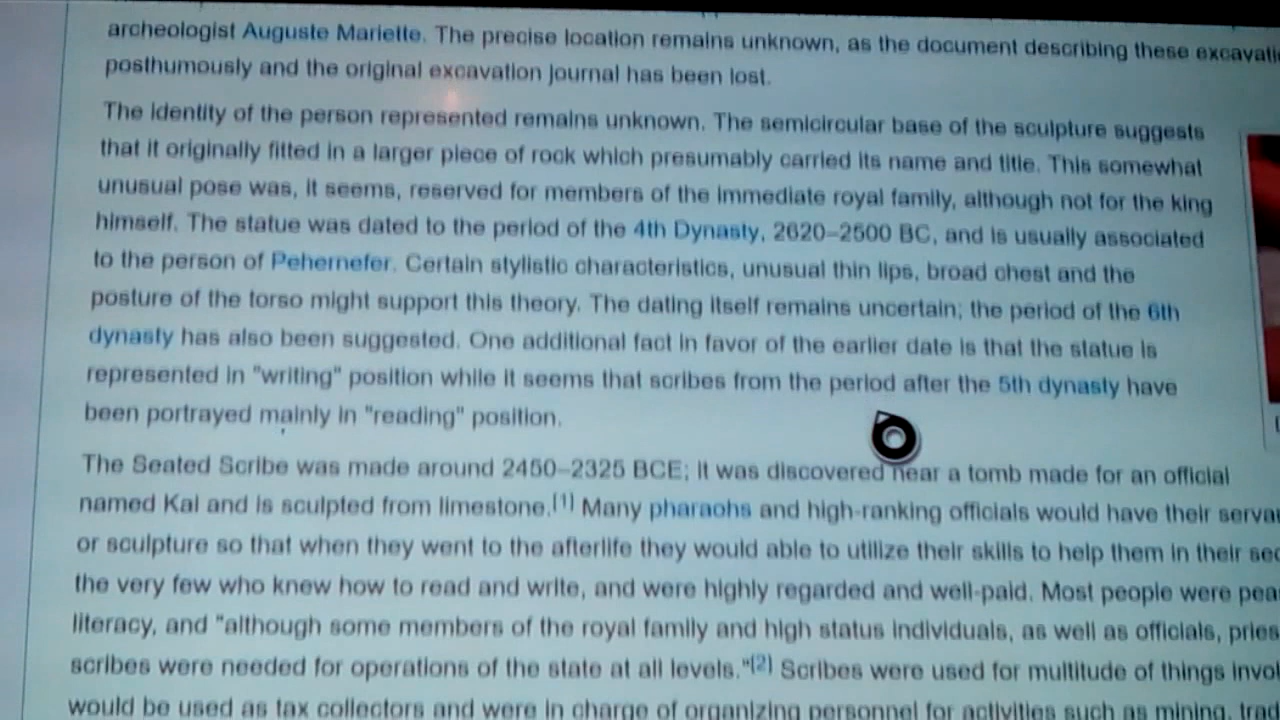 archeologist Auguste Mariette. The precise location remains unknown, as the document describing these
posthumously and the original excavation journal has been lost.
The identity of the person represented remains unknown. The semicircular base of the sculpture suggests
that it originally fitted in a larger piece of rock which presumably carried its name and title. This somewhat
unusual pose was, it seems, reserved for members of the immediate royal family, although not for the king
himself. The statue was dated to the period of the 4th Dynasty, 2620–2500 BC, and is usually associated
to the person of Pehernefer. Certain stylistic characteristics, unusual thin lips, broad chest and the
posture of the torso might support this theory. The dating itself remains uncertain; the period of the 6th
dynasty has also been suggested. One additional fact in favor of the earlier date is that the statue is
represented in "writing" position while it seems that scribes from the period after the 5th dynasty have
been portrayed mainly in "reading" position.
The Seated Scribe was made around 2450–2325 BCE; it was discovered near a tomb made for an official
named Kai and is sculpted from limestone.[1] Many pharaohs and high-ranking officials would have their
or sculpture so that when they went to the afterlife they would able to utilize their skills to help them in their
the very few who knew how to read and write, and were highly regarded and well-paid. Most people were
literacy, and "although some members of the royal family and high status individuals, as well as officials,
scribes were needed for operations of the state at all levels."[2] Scribes were used for multitude of things
would be used as tax collectors and were in charge of organizing personnel for activities such as mining,